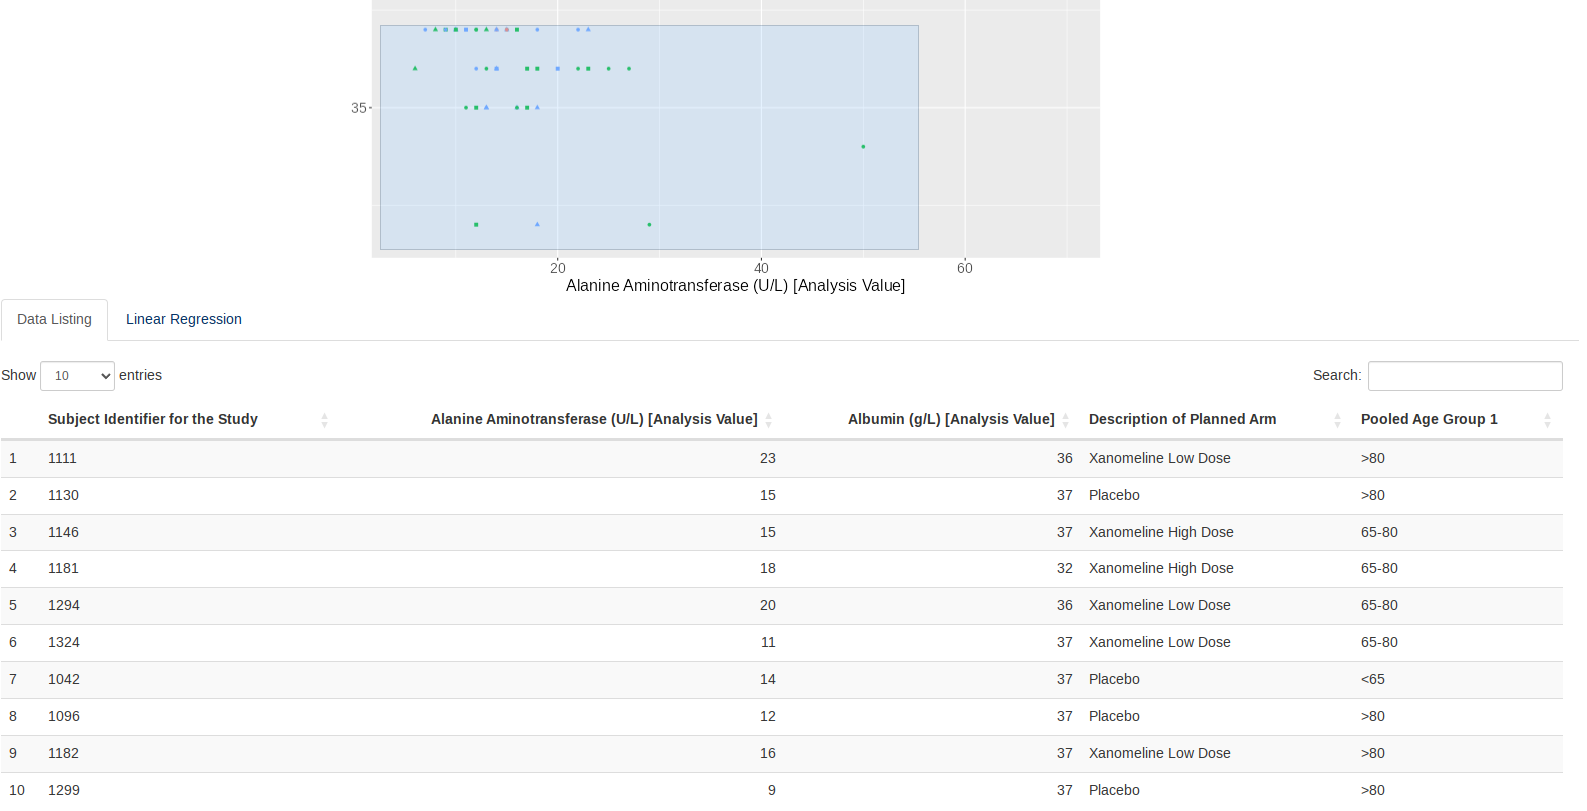 35
20 40 60
Alanine Aminotransferase (U/L) [Analysis Value]
Data Listing Linear Regression
Show 10 entries Search:
Subject Identifier for the Study Alanine Aminotransferase (U/L) [Analysis Value] Albumin (g/L) [Analysis Value] Description of Planned Arm Pooled Age Group 1
1 1111 23 36 Xanomeline Low Dose >80
2 1130 15 37 Placebo >80
3 1146 15 37 Xanomeline High Dose 65-80
4 1181 18 32 Xanomeline High Dose 65-80
5 1294 20 36 Xanomeline Low Dose 65-80
6 1324 11 37 Xanomeline Low Dose 65-80
7 1042 14 37 Placebo <65
8 1096 12 37 Placebo >80
9 1182 16 37 Xanomeline Low Dose >80
10 1299 9 37 Placebo >80